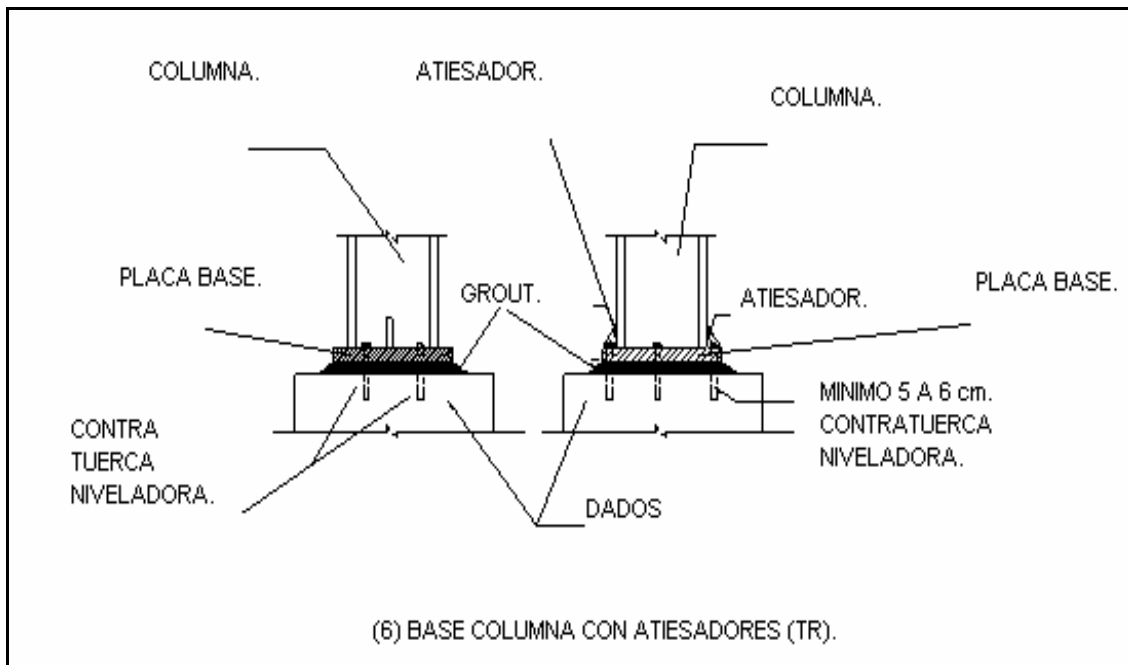 COLUMNA.
ATIESADOR.
COLUMNA.
PLACA BASE.
GROUT.
ATIESADOR.
PLACA BASE.
CONTRA
TUERCA
NIVELADORA.
DADOS
MINIMO 5 A 6 cm.
CONTRATUERCA
NIVELADORA.
(6) BASE COLUMNA CON ATIESADORES (TR).